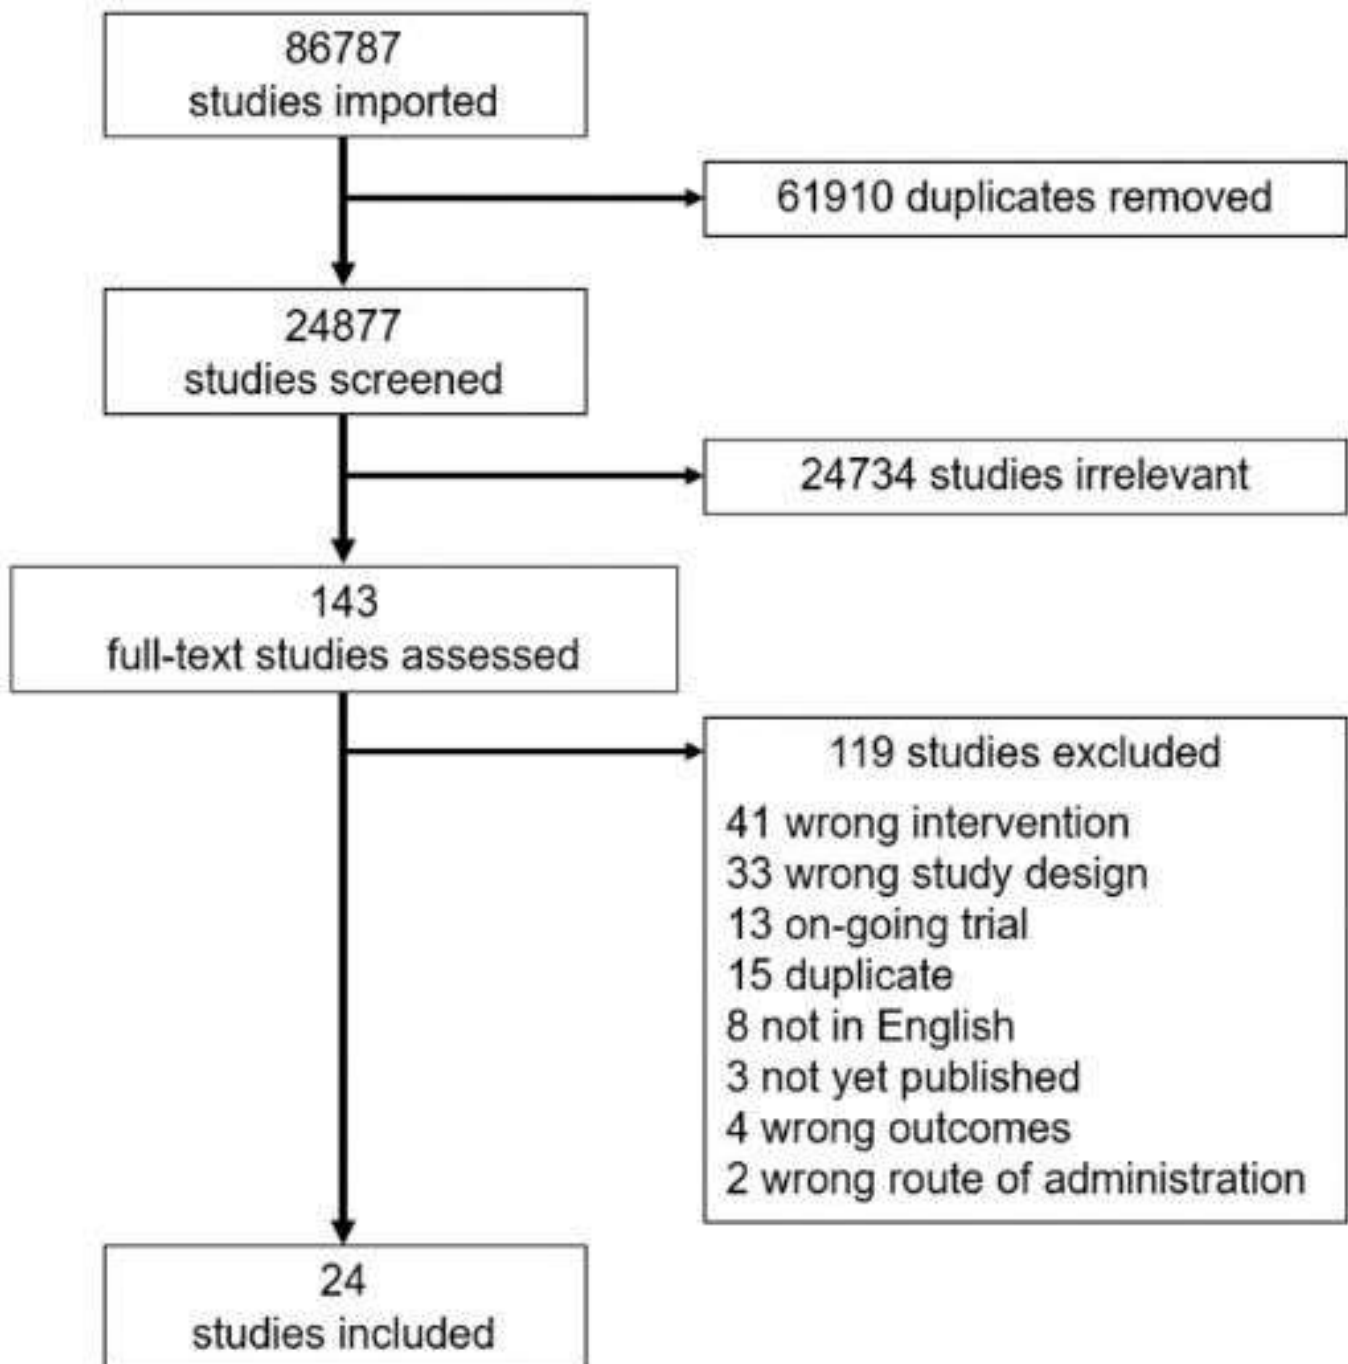 86787
studies imported
61910 duplicates removed
24877
studies screened
24734 studies irrelevant
143
full-text studies assessed
119 studies excluded
41 wrong intervention
33 wrong study design
13 on-going trial
15 duplicate
8 not in English
3 not yet published
4 wrong outcomes
2 wrong route of administration
24
studies included